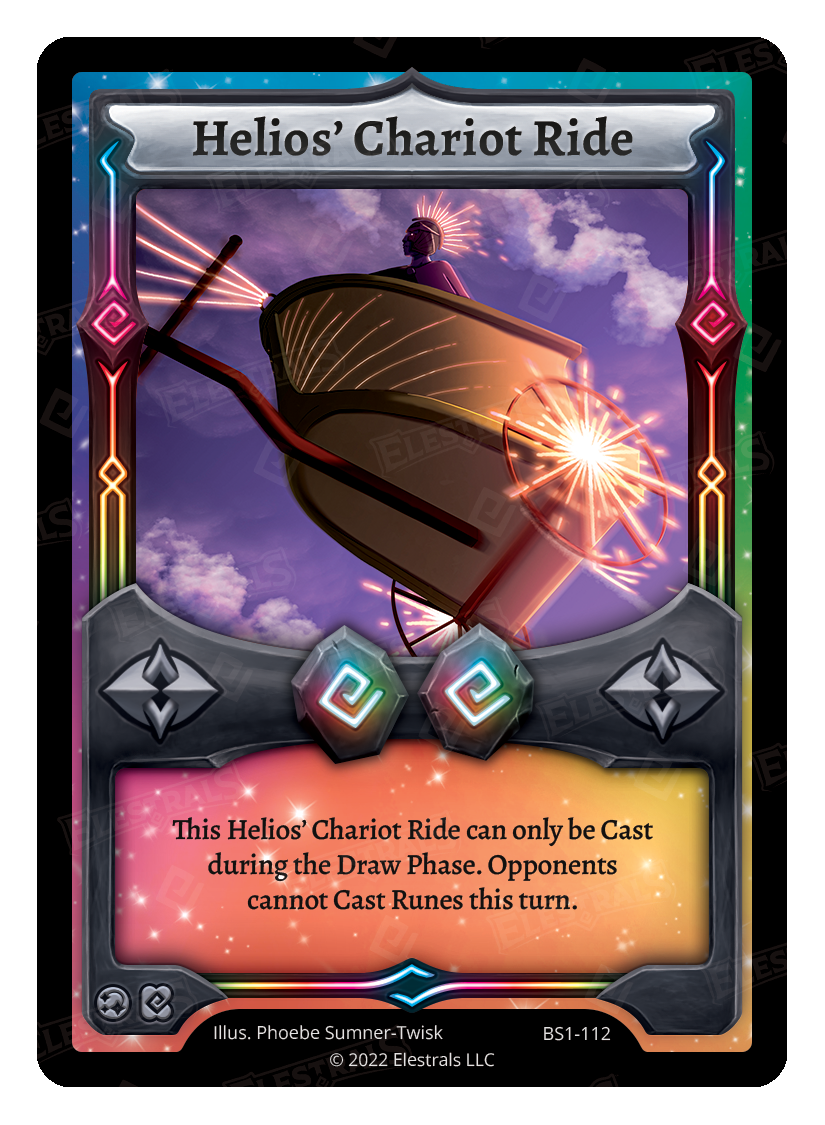 Helios’ Chariot Ride
This Helios’ Chariot Ride can only be Cast
during the Draw Phase. Opponents
cannot Cast Runes this turn.
Illus. Phoebe Sumner-Twisk
BS1-112
© 2022 Elestrals LLC
ELESTRALS